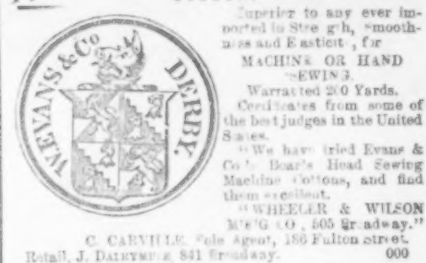 W. EVANS & Co
DERBY.
Superior to any ever im-
ported in Strength, Smooth-
ness and Elasticity, for
MACHINE OR HAND
SEWING.
Warranted 200 Yards.
Certificates from some of
the best judges in the United
States.
"We have tried Evans &
Co.'s Boar's Head Sewing
Machine Cottons, and find
them excellent.
"WHEELER & WILSON
M'F'G CO., 505 Broadway."
C. CARVILLE, Sole Agent, 186 Fulton street.
Retail, J. DALRYMPLE, 841 Broadway. 000